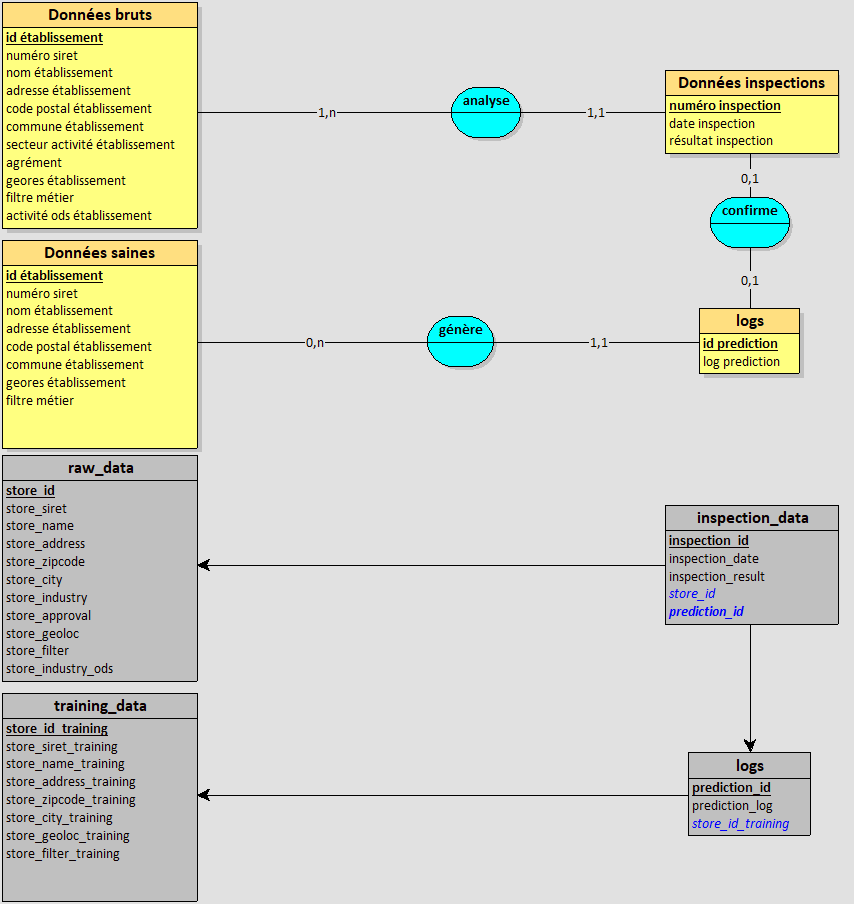 Données bruts
id établissement
numéro siret
nom établissement
adresse établissement
code postal établissement
commune établissement
secteur activité établissement
agrément
geores établissement
filtre métier
activité ods établissement
1,n
analyse
1,1
Données inspections
numéro inspection
date inspection
résultat inspection
0,1
confirme
0,1
Données saines
id établissement
numéro siret
nom établissement
adresse établissement
code postal établissement
commune établissement
geores établissement
filtre métier
0,n
génère
1,1
logs
id prediction
log prediction
raw_data
store_id
store_siret
store_name
store_address
store_zipcode
store_city
store_industry
store_approval
store_geoloc
store_filter
store_industry_ods
inspection_data
inspection_id
inspection_date
inspection_result
store_id
prediction_id
training_data
store_id_training
store_siret_training
store_name_training
store_address_training
store_zipcode_training
store_city_training
store_geoloc_training
store_filter_training
logs
prediction_id
prediction_log
store_id_training